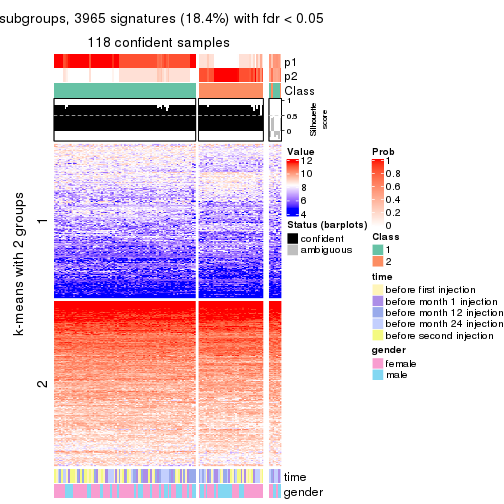 subgroups, 3965 signatures (18.4%) with fdr < 0.05
118 confident samples
p1
p2
Class
1
0.5
0
Silhouette
score
k-means with 2 groups
1
2
time
gender
Value
12
10
8
6
4
Status (barplots)
confident
ambiguous
Prob
1
0.8
0.6
0.4
0.2
0
Class
1
2
time
before first injection
before month 1 injection
before month 12 injection
before month 24 injection
before second injection
gender
female
male